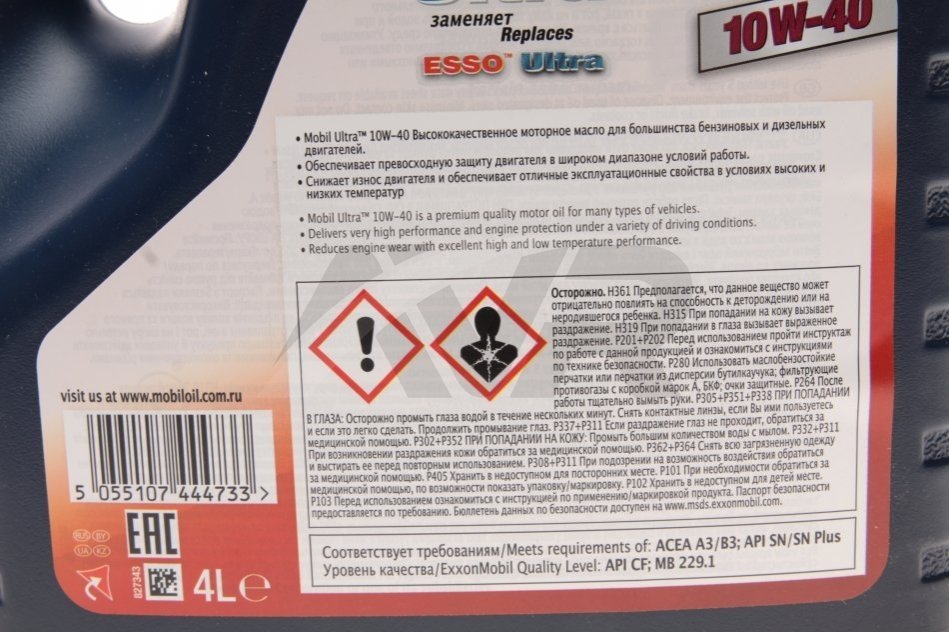 Ultra
заменяет
Replaces
ESSO™ Ultra
10W-40
• Mobil Ultra™ 10W-40 Высококачественное моторное масло для большинства бензиновых и дизельных
двигателей.
• Обеспечивает превосходную защиту двигателя в широком диапазоне условий работы.
• Снижает износ двигателя и обеспечивает отличные эксплуатационные свойства в условиях высоких и
низких температур
• Mobil Ultra™ 10W-40 is a premium quality motor oil for many types of vehicles.
• Delivers very high performance and engine protection under a variety of driving conditions.
• Reduces engine wear with excellent high and low temperature performance.
Осторожно. H361 Предполагается, что данное вещество может
отрицательно повлиять на способность к деторождению или на
неродившегося ребенка. H315 При попадании на кожу вызывает
раздражение. H319 При попадании в глаза вызывает выраженное
раздражение. P201+P202 Перед использованием пройти инструктаж
по работе с данной продукцией и ознакомиться с инструкциями
по технике безопасности. P280 Использовать маслобензостойкие
перчатки или перчатки из дисперсии бутилкаучука; фильтрующие
противогазы с коробкой марок А, БКФ; очки защитные. P264 После
работы тщательно вымыть руки. P305+P351+P338 ПРИ ПОПАДАНИИ
В ГЛАЗА: Осторожно промыть глаза водой в течение нескольких минут. Снять контактные линзы, если Вы ими пользуетесь
и если это легко сделать. Продолжить промывание глаз. P337+P311 Если раздражение глаз не проходит, обратиться за
медицинской помощью. P302+P352 ПРИ ПОПАДАНИИ НА КОЖУ: Промыть большим количеством воды с мылом. P332+P311
При возникновении раздражения кожи обратиться за медицинской помощью. P362+P364 Снять всю загрязненную одежду
и выстирать ее перед повторным использованием. P308+P311 При подозрении на возможность воздействия обратиться
за медицинской помощью. P405 Хранить в недоступном для посторонних месте. P101 При необходимости обратиться за
медицинской помощью, по возможности показать упаковку/маркировку. P102 Хранить в недоступном для детей месте.
P103 Перед использованием ознакомиться с инструкцией по применению/маркировкой продукта. Паспорт безопасности
предоставляется по требованию. Бюллетень данных по безопасности доступен на www.msds.exxonmobil.com.
visit us at www.mobiloil.com.ru
5 055107 444733 >
RUS BY
UA KZ
EAC
827343
4L℮
Соответствует требованиям/Meets requirements of: ACEA A3/B3; API SN/SN Plus
Уровень качества/ExxonMobil Quality Level: API CF; MB 229.1